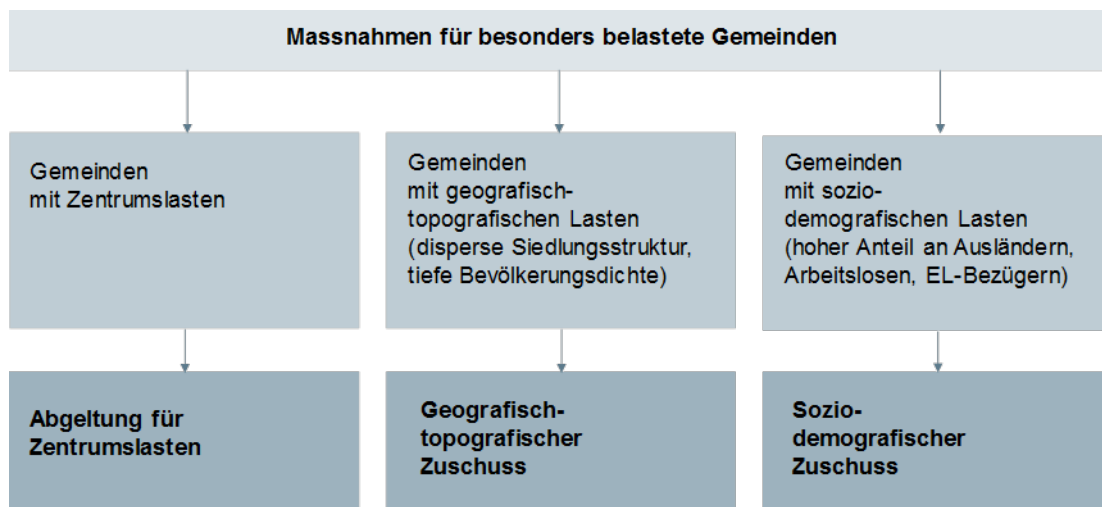 Massnahmen für besonders belastete Gemeinden
Gemeinden
mit Zentrumslasten
Gemeinden
mit geografisch-
topografischen Lasten
(disperse Siedlungsstruktur,
tiefe Bevölkerungsdichte)
Gemeinden
mit sozio-
demografischen Lasten
(hoher Anteil an Ausländern,
Arbeitslosen, EL-Bezügern)
Abgeltung für
Zentrumslasten
Geografisch-
topografischer
Zuschuss
Sozio-
demografischer
Zuschuss